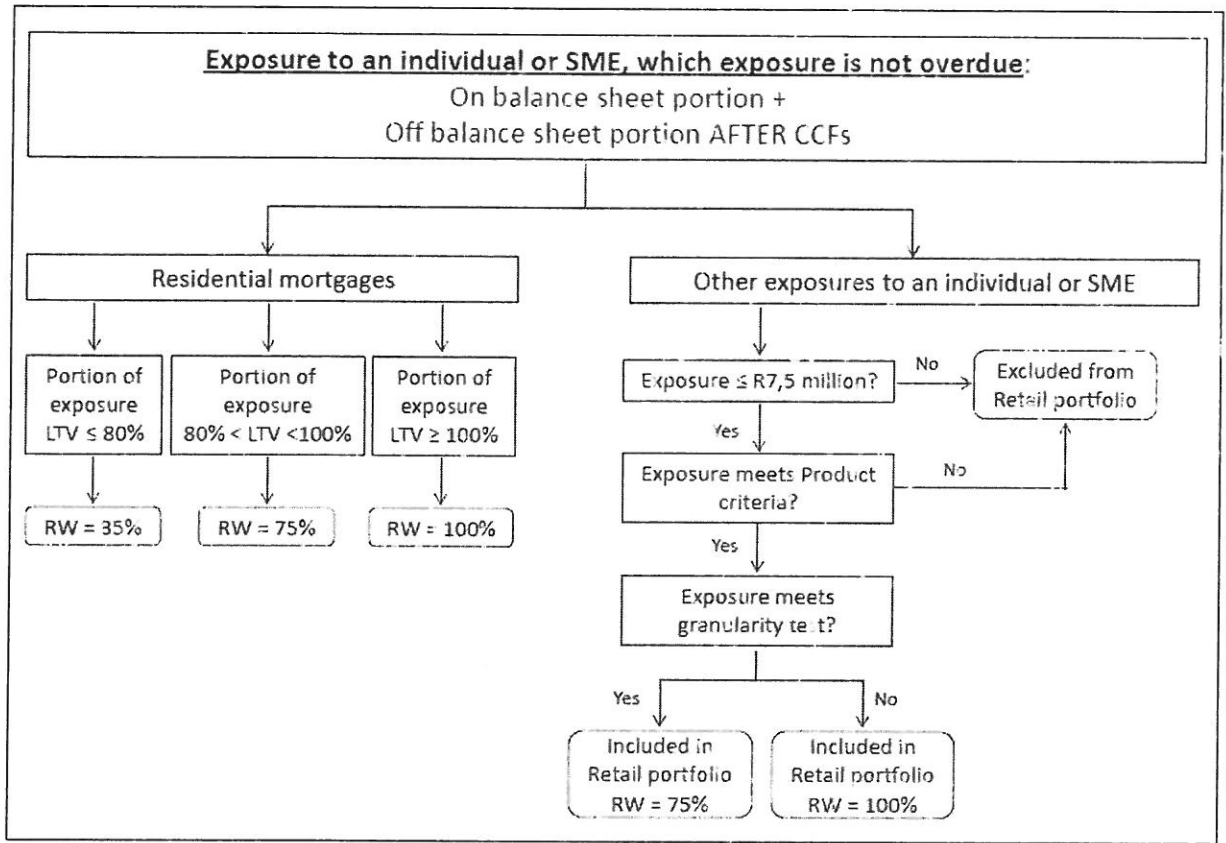 Exposure to an individual or SME, which exposure is not overdue:
On balance sheet portion +
Off balance sheet portion AFTER CCFs
Residential mortgages
Other exposures to an individual or SME
Portion of
exposure
LTV ≤ 80%
Portion of
exposure
80% < LTV <100%
Portion of
exposure
LTV ≥ 100%
RW = 35%
RW = 75%
RW = 100%
Exposure ≤ R7,5 million?
No
Excluded from
Retail portfolio
Yes
Exposure meets Product
criteria?
No
Yes
Exposure meets
granularity test?
Yes
No
Included in
Retail portfolio
RW = 75%
Included in
Retail portfolio
RW = 100%